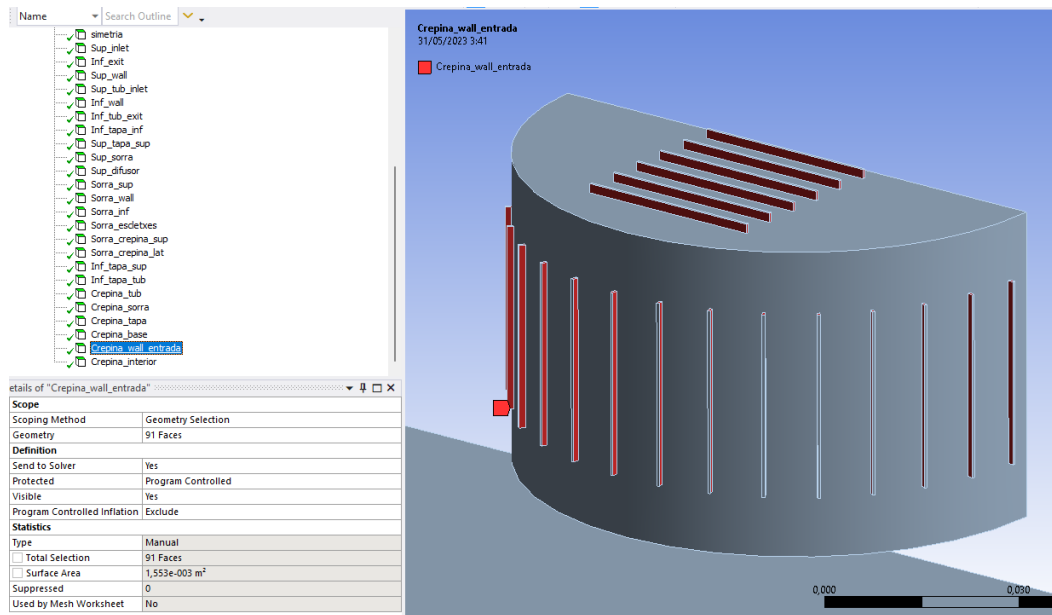 Name Search Outline
simetria
Sup_inlet
Inf_exit
Sup_wall
Sup_tub_inlet
Inf_wall
Inf_tub_exit
Inf_tapa_inf
Sup_tapa_sup
Sup_sorra
Sup_difusor
Sorra_sup
Sorra_wall
Sorra_inf
Sorra_escletxes
Sorra_crepina_sup
Sorra_crepina_lat
Inf_tapa_sup
Inf_tapa_tub
Crepina_tub
Crepina_sorra
Crepina_tapa
Crepina_base
Crepina_wall_entrada
Crepina_interior
etails of "Crepina_wall_entrada"
Scope
Scoping Method Geometry Selection
Geometry 91 Faces
Definition
Send to Solver Yes
Protected Program Controlled
Visible Yes
Program Controlled Inflation Exclude
Statistics
Type Manual
Total Selection 91 Faces
Surface Area 1,553e-003 m²
Suppressed 0
Used by Mesh Worksheet No
Crepina_wall_entrada
31/05/2023 3:41
Crepina_wall_entrada
0,000 0,030